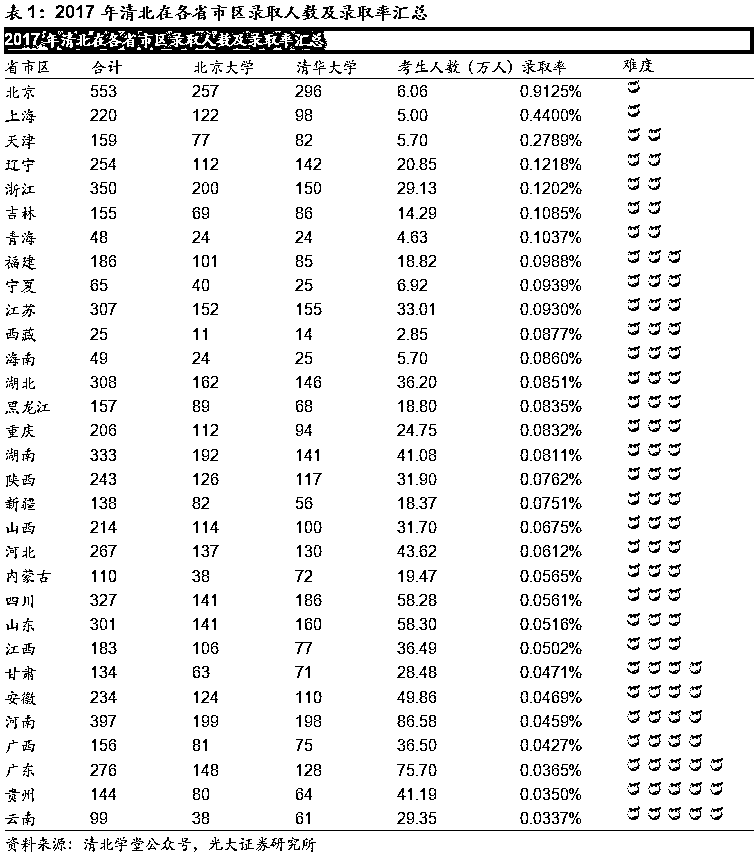 表 1：2017 年清北在各省市区录取人数及录取率汇总
2017年清北在各省市区录取人数及录取率汇总
省市区 合计 北京大学 清华大学 考生人数（万人） 录取率 难度
北京 553 257 296 6.06 0.9125%
上海 220 122 98 5.00 0.4400%
天津 159 77 82 5.70 0.2789%
辽宁 254 112 142 20.85 0.1218%
浙江 350 200 150 29.13 0.1202%
吉林 155 69 86 14.29 0.1085%
青海 48 24 24 4.63 0.1037%
福建 186 101 85 18.82 0.0988%
宁夏 65 40 25 6.92 0.0939%
江苏 307 152 155 33.01 0.0930%
西藏 25 11 14 2.85 0.0877%
海南 49 24 25 5.70 0.0860%
湖北 308 162 146 36.20 0.0851%
黑龙江 157 89 68 18.80 0.0835%
重庆 206 112 94 24.75 0.0832%
湖南 333 192 141 41.08 0.0811%
陕西 243 126 117 31.90 0.0762%
新疆 138 82 56 18.37 0.0751%
山西 214 114 100 31.70 0.0675%
河北 267 137 130 43.62 0.0612%
内蒙古 110 38 72 19.47 0.0565%
四川 327 141 186 58.28 0.0561%
山东 301 141 160 58.30 0.0516%
江西 183 106 77 36.49 0.0502%
甘肃 134 63 71 28.48 0.0471%
安徽 234 124 110 49.86 0.0469%
河南 397 199 198 86.58 0.0459%
广西 156 81 75 36.50 0.0427%
广东 276 148 128 75.70 0.0365%
贵州 144 80 64 41.19 0.0350%
云南 99 38 61 29.35 0.0337%
资料来源：清北学堂公众号，光大证券研究所